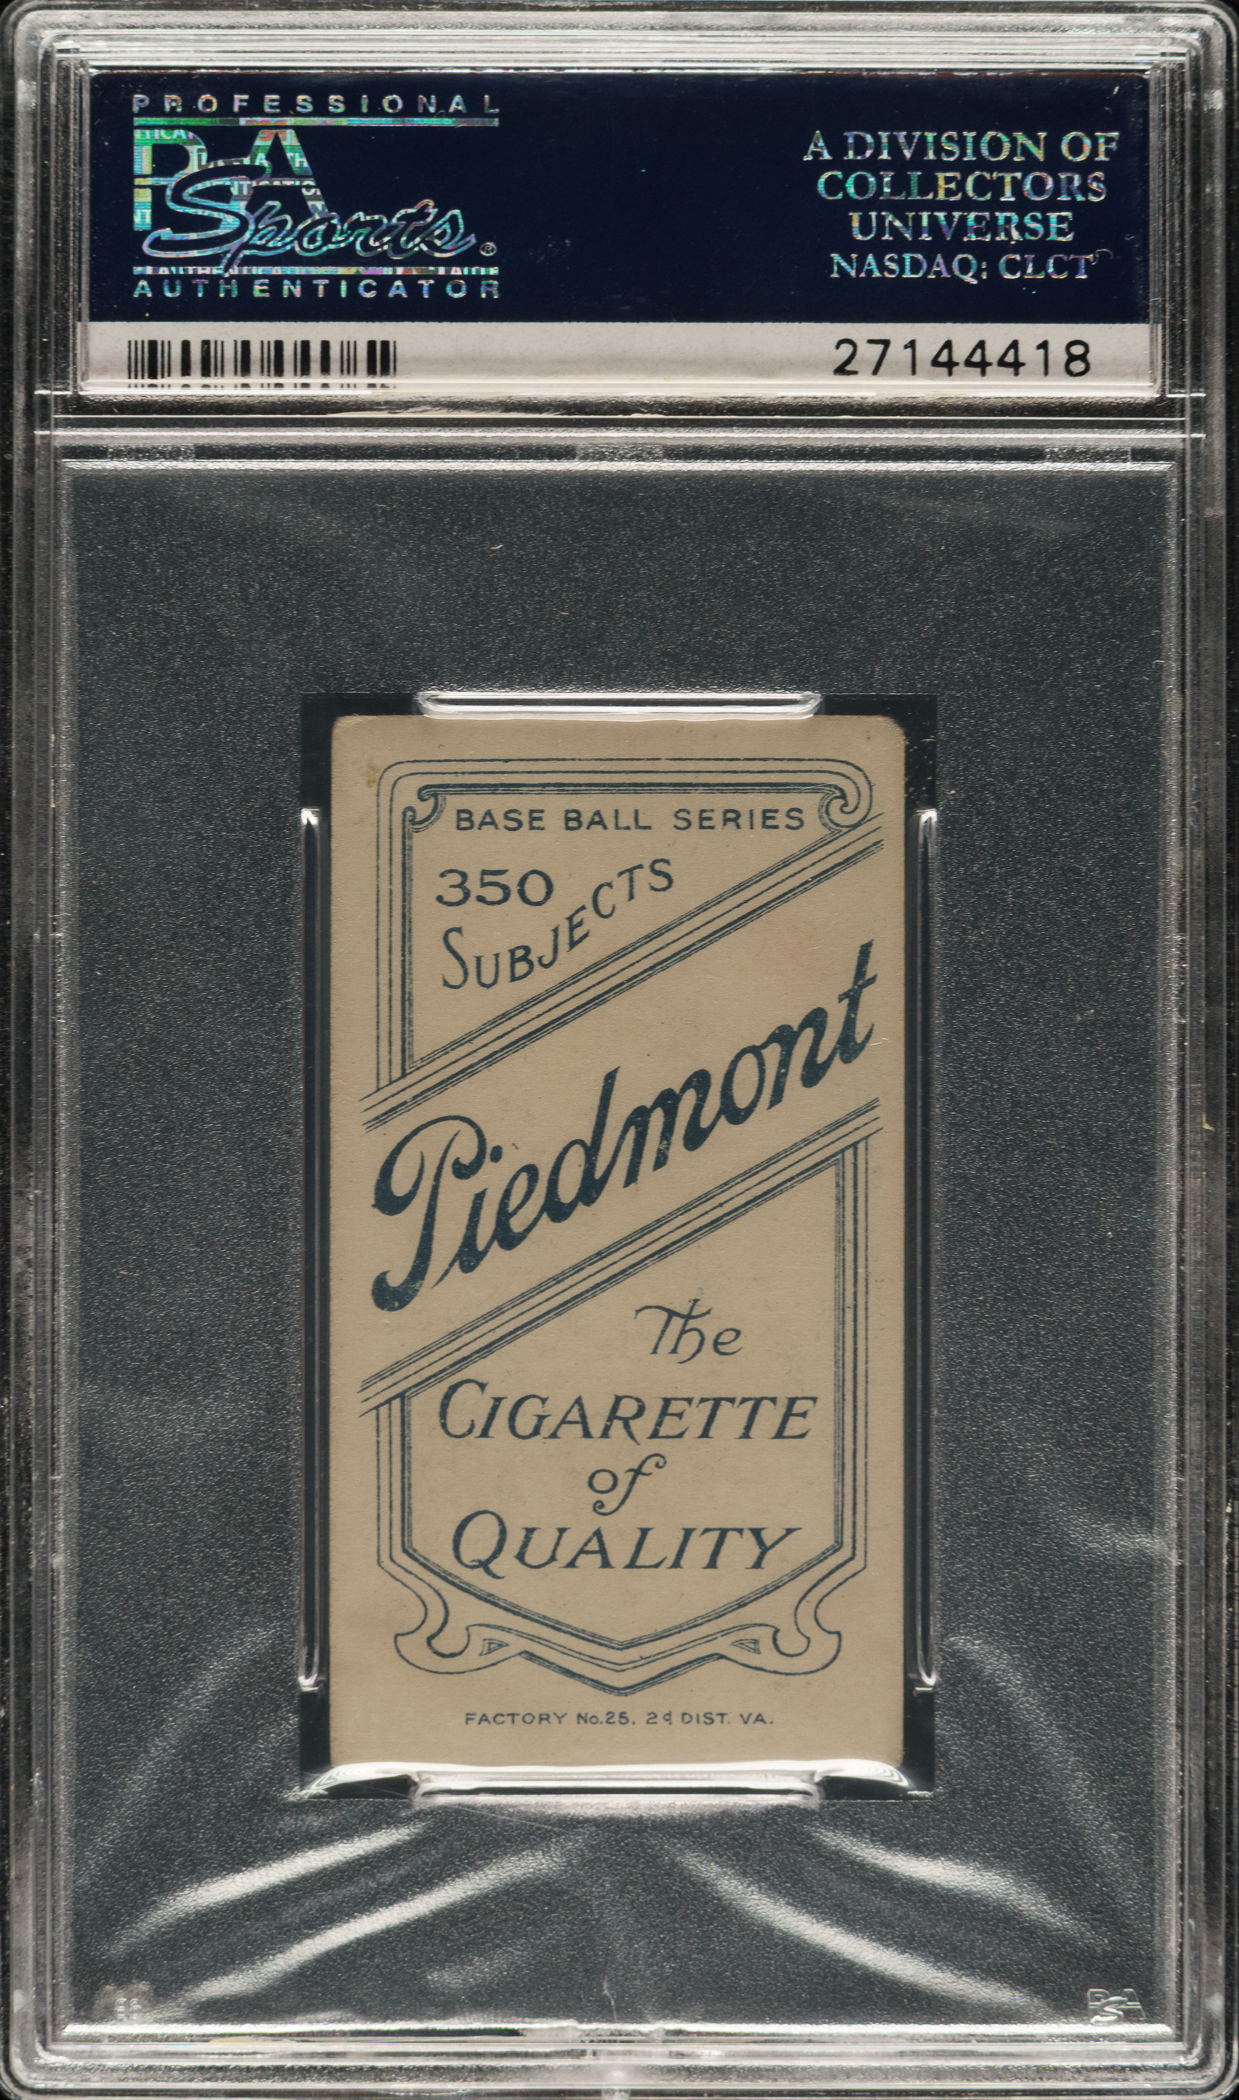 PROFESSIONAL
PSA
Sports®
AUTHENTICATOR
A DIVISION OF
COLLECTORS
UNIVERSE
NASDAQ: CLCT
27144418
BASE BALL SERIES
350
SUBJECTS
Piedmont
The
CIGARETTE
of
QUALITY
FACTORY No. 25, 2d DIST. VA.
PSA